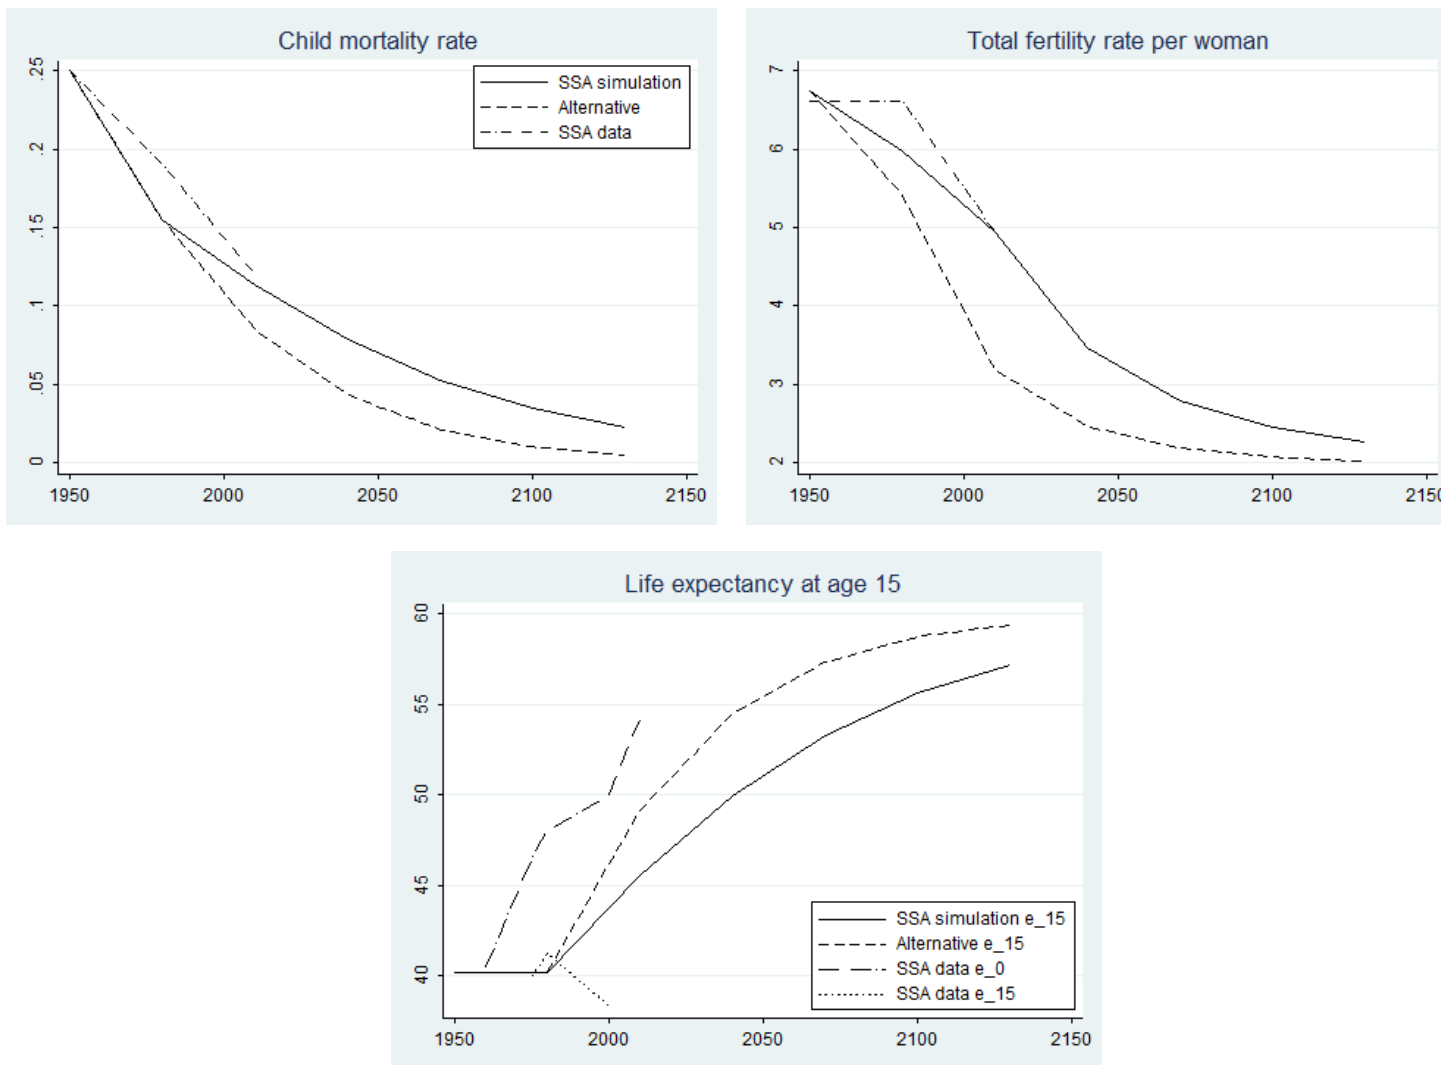 Child mortality rate
.25
.2
.15
.1
.05
0
1950 2000 2050 2100 2150
SSA simulation
Alternative
SSA data
Total fertility rate per woman
7
6
5
4
3
2
1950 2000 2050 2100 2150
Life expectancy at age 15
60
55
50
45
40
1950 2000 2050 2100 2150
SSA simulation e_15
Alternative e_15
SSA data e_0
SSA data e_15